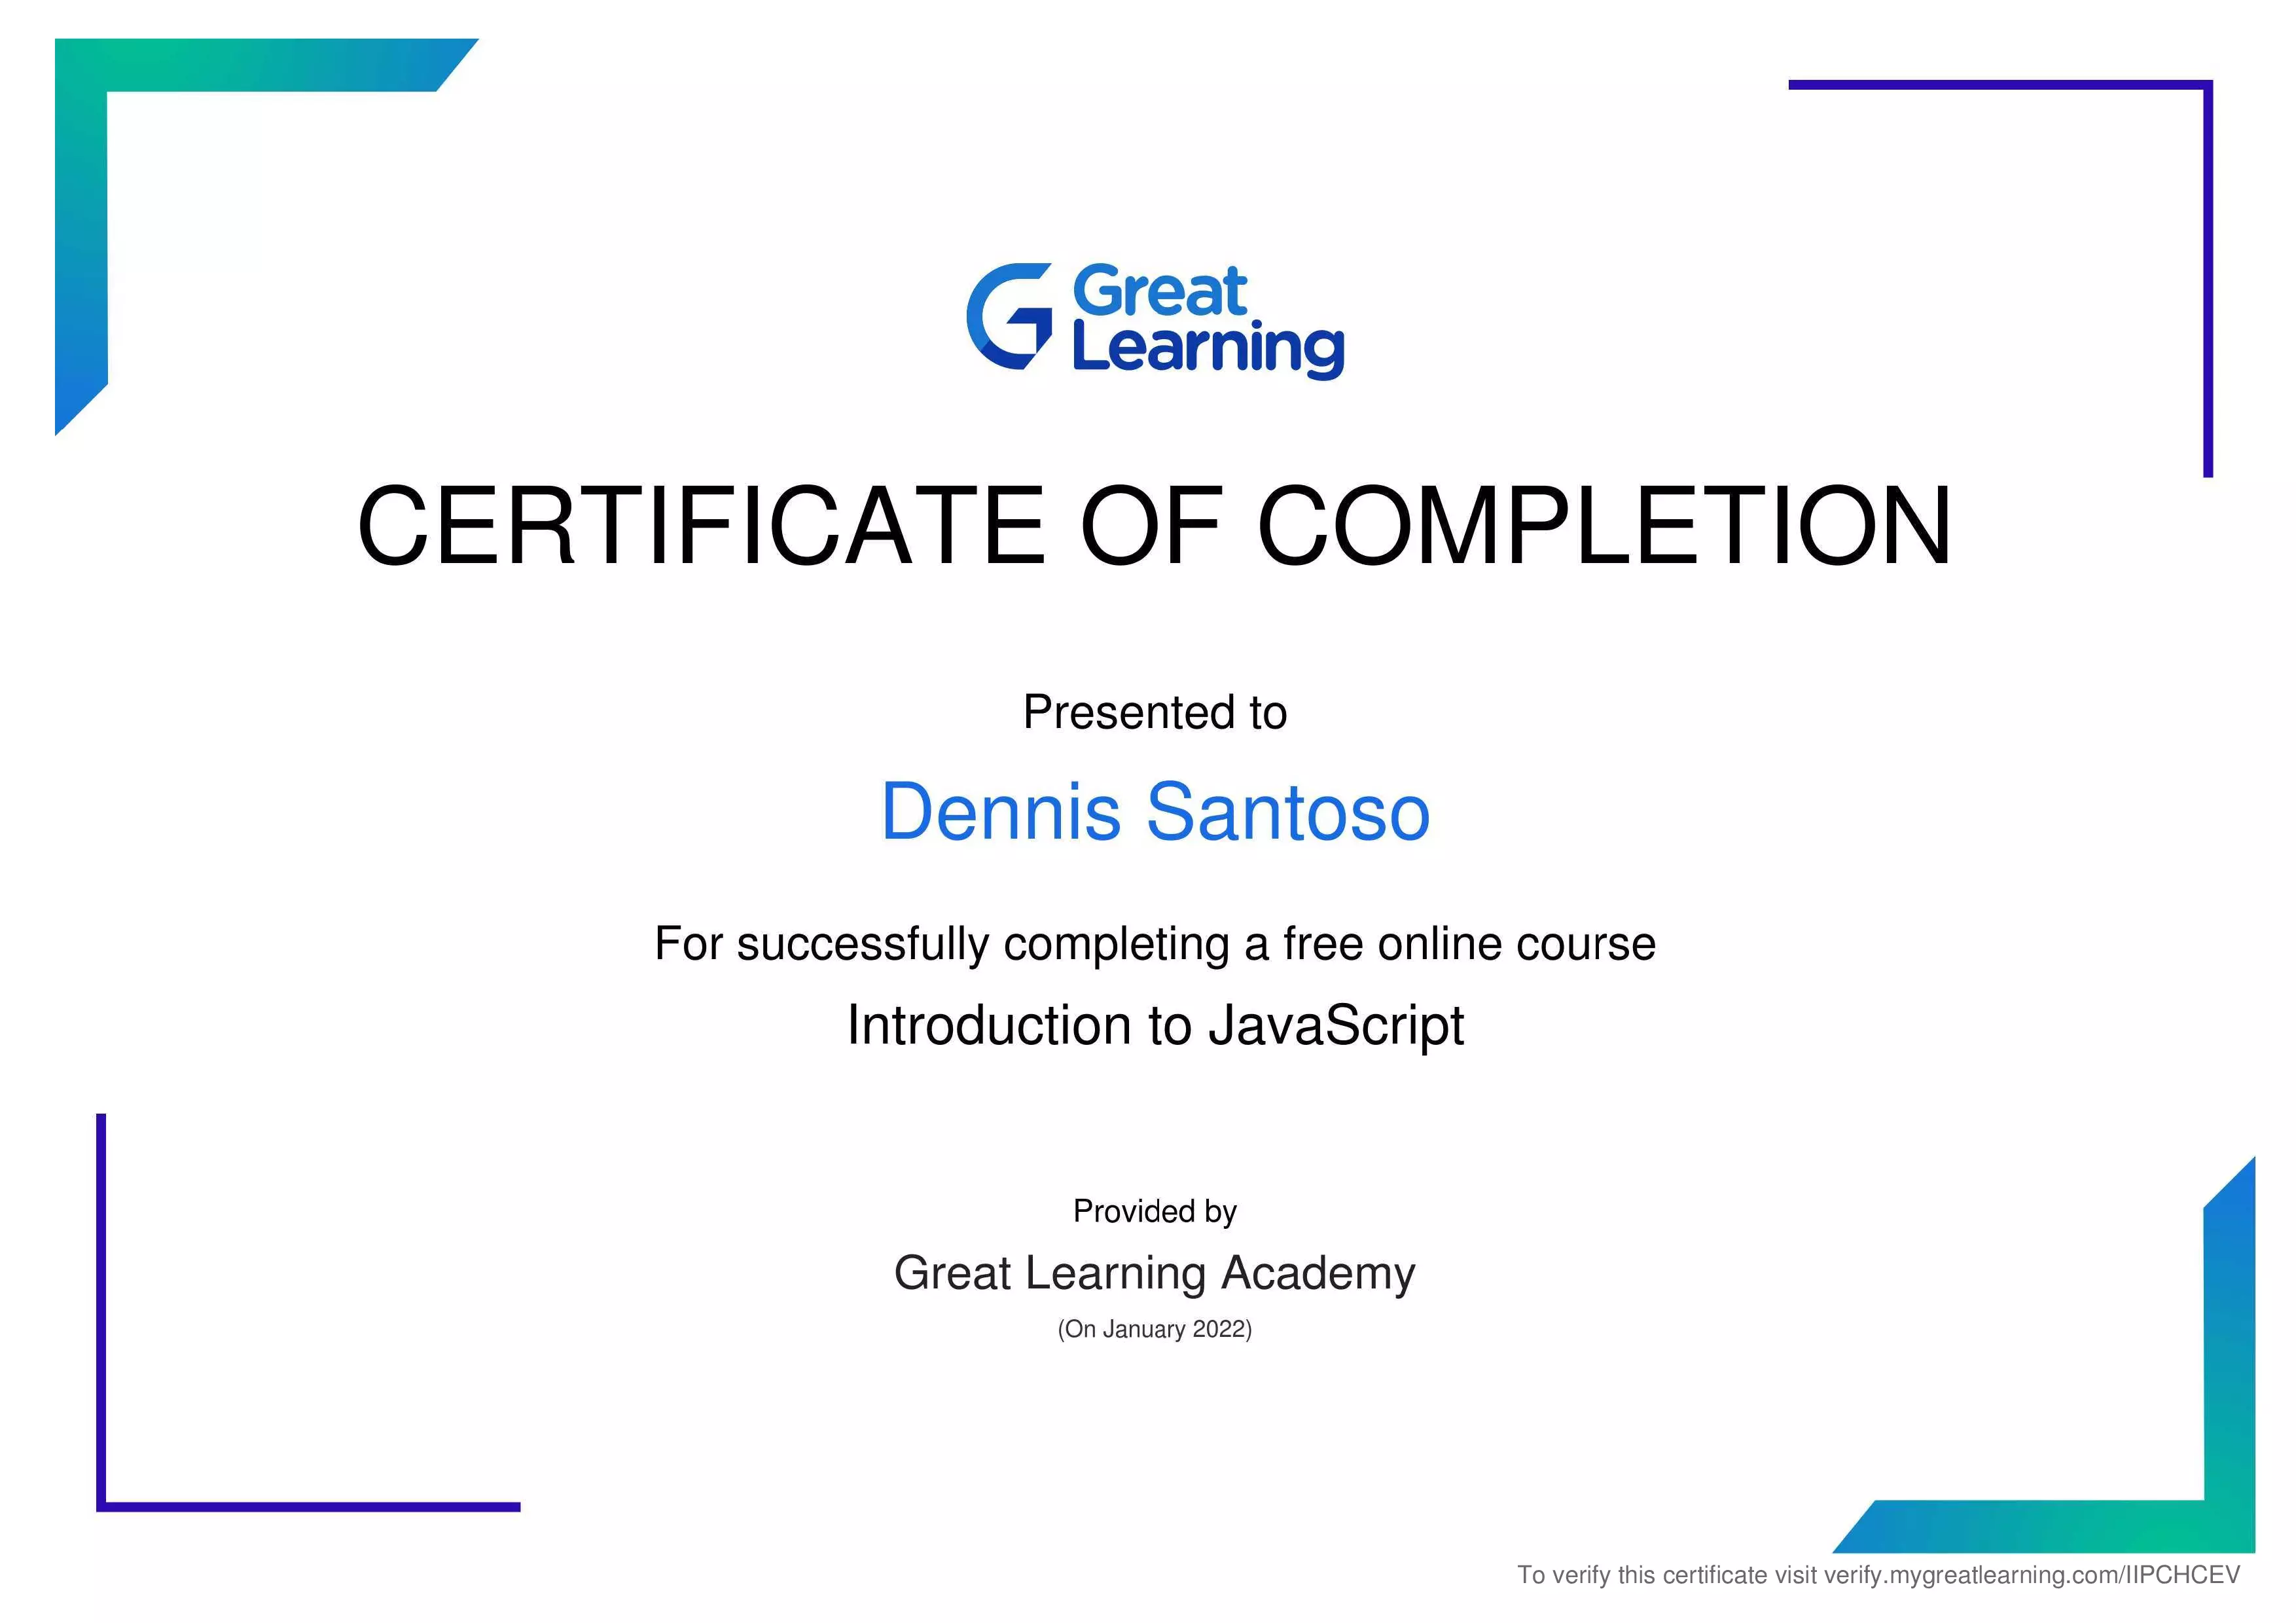 Great
Learning
CERTIFICATE OF COMPLETION
Presented to
Dennis Santoso
For successfully completing a free online course
Introduction to JavaScript
Provided by
Great Learning Academy
(On January 2022)
To verify this certificate visit verify.mygreatlearning.com/IIPCHCEV